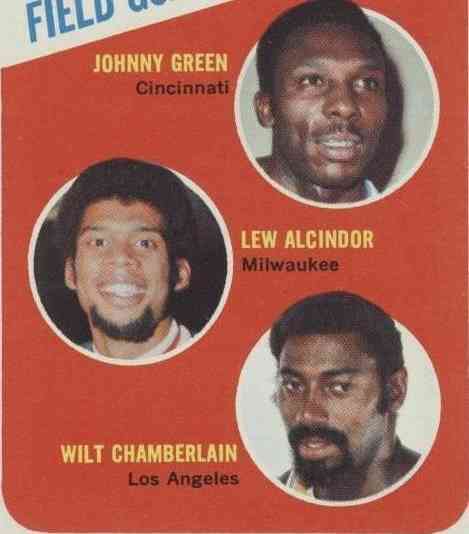 FIELD
JOHNNY GREEN
Cincinnati
LEW ALCINDOR
Milwaukee
WILT CHAMBERLAIN
Los Angeles